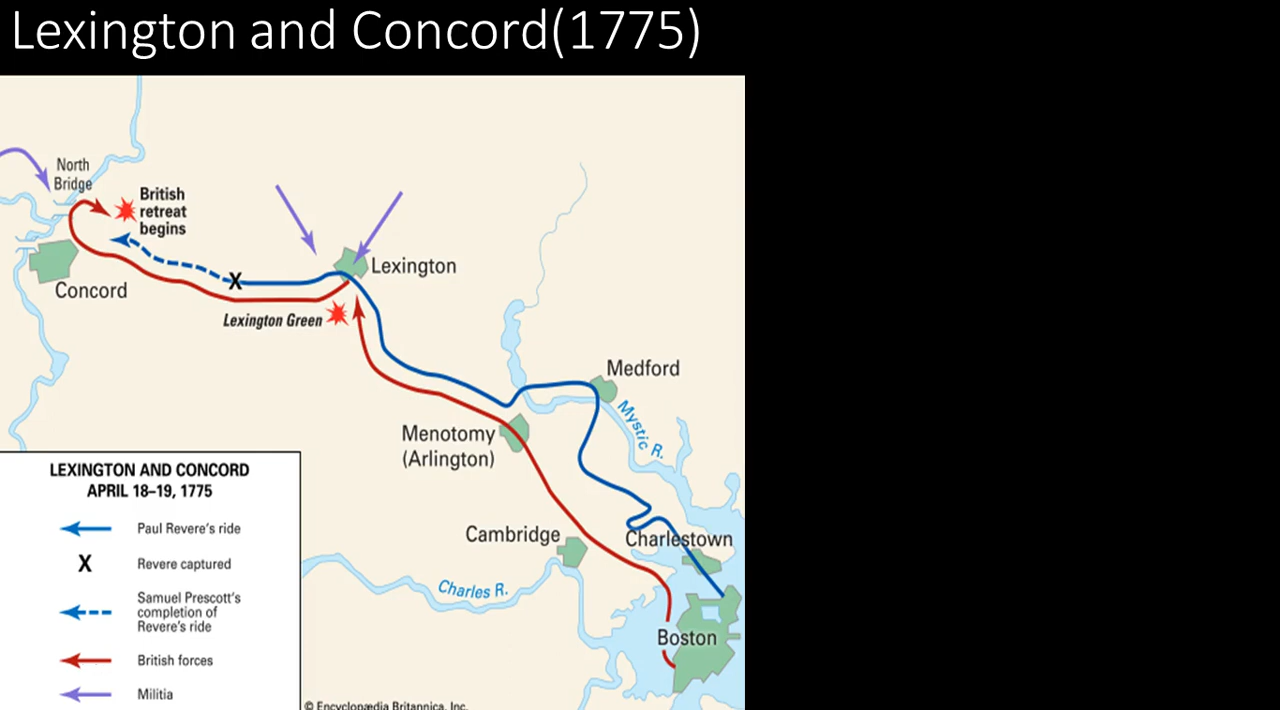 Lexington and Concord(1775)
North
Bridge
British
retreat
begins
Concord
X
Lexington
Lexington Green
Medford
Mystic R.
Menotomy
(Arlington)
Cambridge
Charlestown
Charles R.
Boston
LEXINGTON AND CONCORD
APRIL 18–19, 1775
Paul Revere's ride
X Revere captured
Samuel Prescott's
completion of
Revere's ride
British forces
Militia
© Encyclopædia Britannica, Inc.